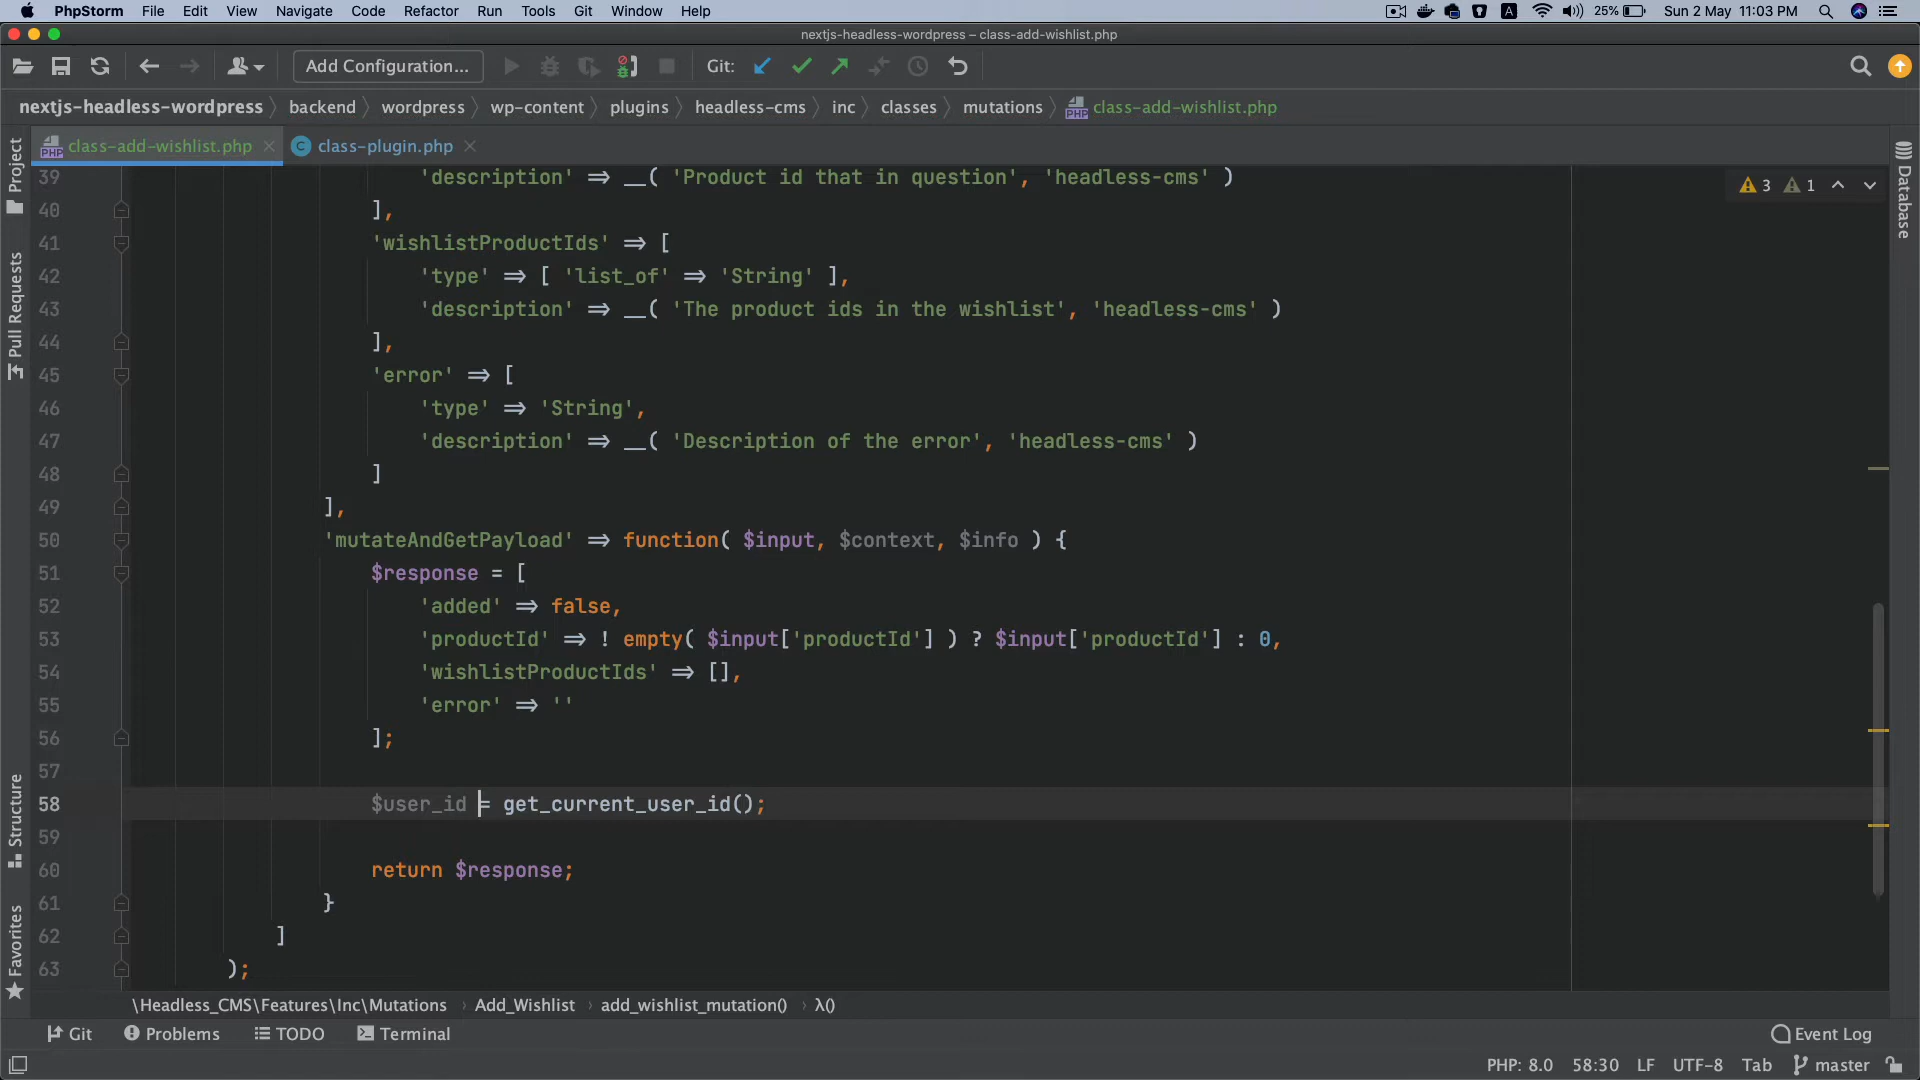 PhpStorm File Edit View Navigate Code Refactor Run Tools Git Window Help A 25% Sun 2 May 11:03 PM
nextjs-headless-wordpress – class-add-wishlist.php
Add Configuration... Git:
nextjs-headless-wordpress backend wordpress wp-content plugins headless-cms inc classes mutations class-add-wishlist.php
class-add-wishlist.php class-plugin.php
39 'description' => __( 'Product id that in question', 'headless-cms' )
40 ],
41 'wishlistProductIds' => [
42 'type' => [ 'list_of' => 'String' ],
43 'description' => __( 'The product ids in the wishlist', 'headless-cms' )
44 ],
45 'error' => [
46 'type' => 'String',
47 'description' => __( 'Description of the error', 'headless-cms' )
48 ]
49 ],
50 'mutateAndGetPayload' => function( $input, $context, $info ) {
51 $response = [
52 'added' => false,
53 'productId' => ! empty( $input['productId'] ) ? $input['productId'] : 0,
54 'wishlistProductIds' => [],
55 'error' => ''
56 ];
57
58 $user_id = get_current_user_id();
59
60 return $response;
61 }
62 ]
63 );
3 1
Project
Pull Requests
Structure
Favorites
Database
\Headless_CMS\Features\Inc\Mutations Add_Wishlist add_wishlist_mutation() λ()
Git Problems TODO Terminal Event Log
PHP: 8.0 58:30 LF UTF-8 Tab master